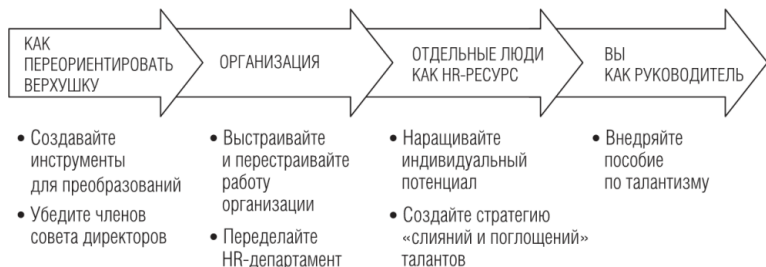 КАК
ПЕРЕОРИЕНТИРОВАТЬ
ВЕРХУШКУ
ОРГАНИЗАЦИЯ
ОТДЕЛЬНЫЕ ЛЮДИ
КАК HR-РЕСУРС
ВЫ
КАК РУКОВОДИТЕЛЬ
• Создавайте
инструменты
для преобразований
• Убедите членов
совета директоров
• Выстраивайте
и перестраивайте
работу
организации
• Переделайте
HR-департамент
• Наращивайте
индивидуальный
потенциал
• Создайте стратегию
«слияний и поглощений»
талантов
• Внедряйте
пособие
по талантизму